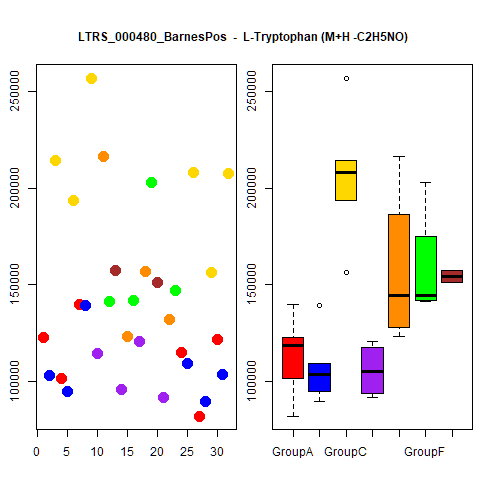 LTRS_000480_BarnesPos - L-Tryptophan (M+H -C2H5NO)
250000
200000
150000
100000
0 5 10 15 20 25 30
250000
200000
150000
100000
GroupA GroupC GroupF